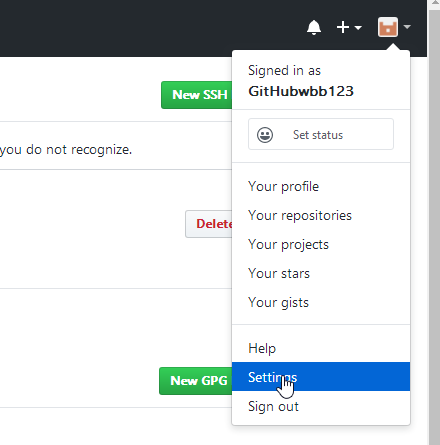 Signed in as
GitHubwbb123
New SSH
Set status
you do not recognize.
Your profile
Your repositories
Delete
Your projects
Your stars
Your gists
Help
New GPG
Settings
Sign out